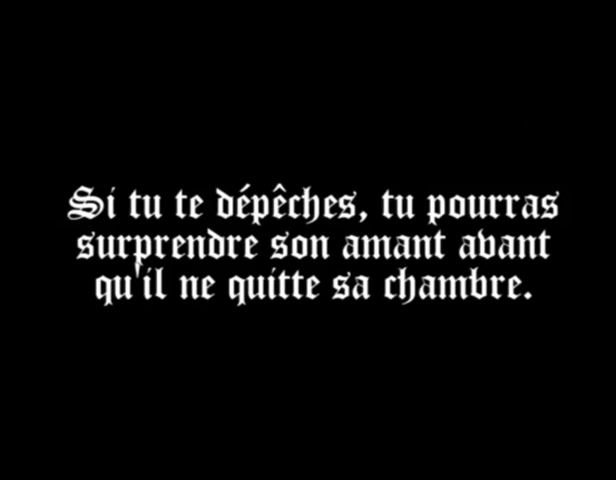 Si tu te dépêches, tu pourras
surprendre son amant avant
qu'il ne quitte sa chambre.